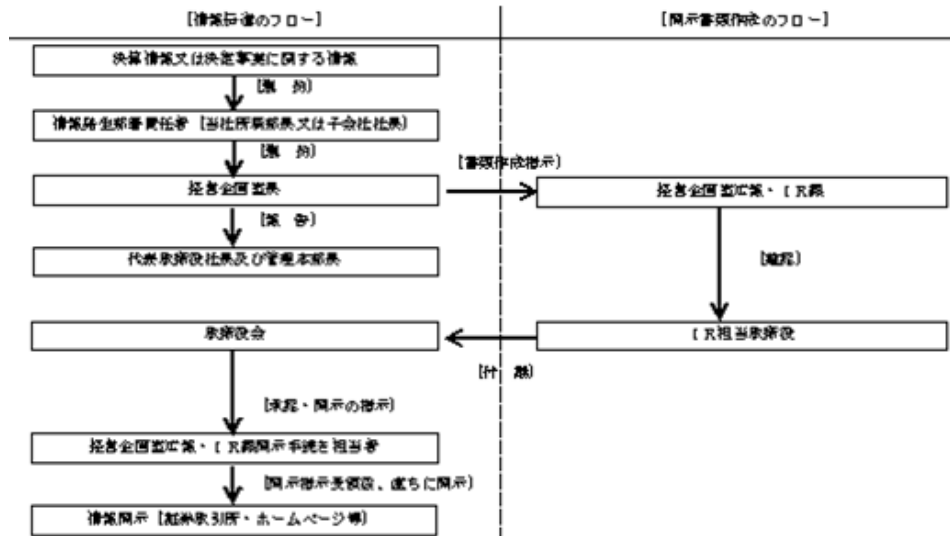 [情報伝達のフロー]
[開示書類作成のフロー]
決算情報又は決定事実に関する情報
情報発生部署責任者 [当社所属部長又は子会社社長]
[書類作成指示]
経営企画室長
経営企画室広報・IR課
[報 告]
代表取締役社長及び管理本部長
[確認]
取締役会
IR担当取締役
[付 議]
[承認・開示の指示]
経営企画室広報・IR課開示手続き担当者
[開示指示受領後、直ちに開示]
情報開示 [証券取引所・ホームページ等]